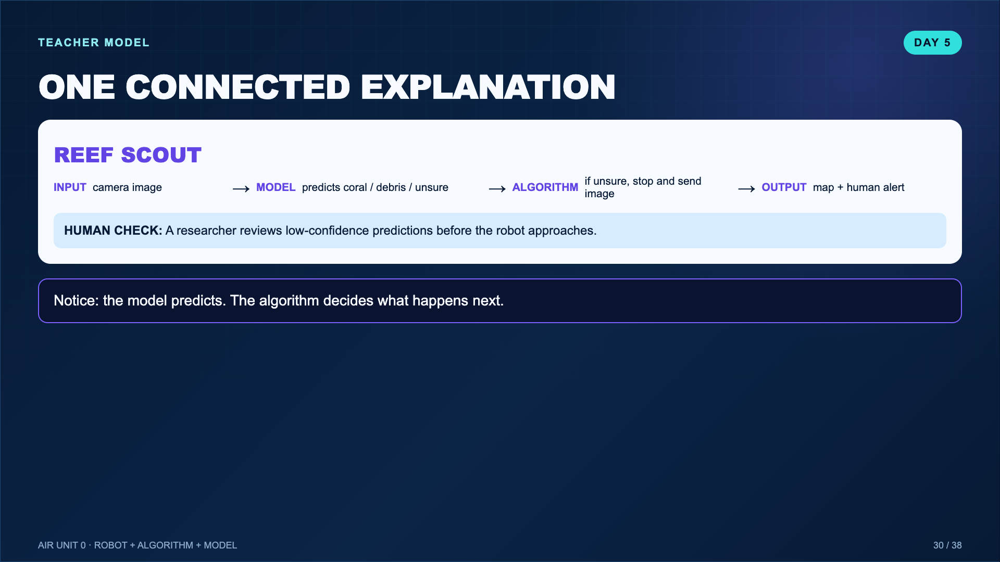 TEACHER MODEL
DAY 5
ONE CONNECTED EXPLANATION
REEF SCOUT
INPUT camera image → MODEL predicts coral / debris / unsure → ALGORITHM if unsure, stop and send image → OUTPUT map + human alert
HUMAN CHECK: A researcher reviews low-confidence predictions before the robot approaches.
Notice: the model predicts. The algorithm decides what happens next.
AIR UNIT 0 · ROBOT + ALGORITHM + MODEL
30 / 38